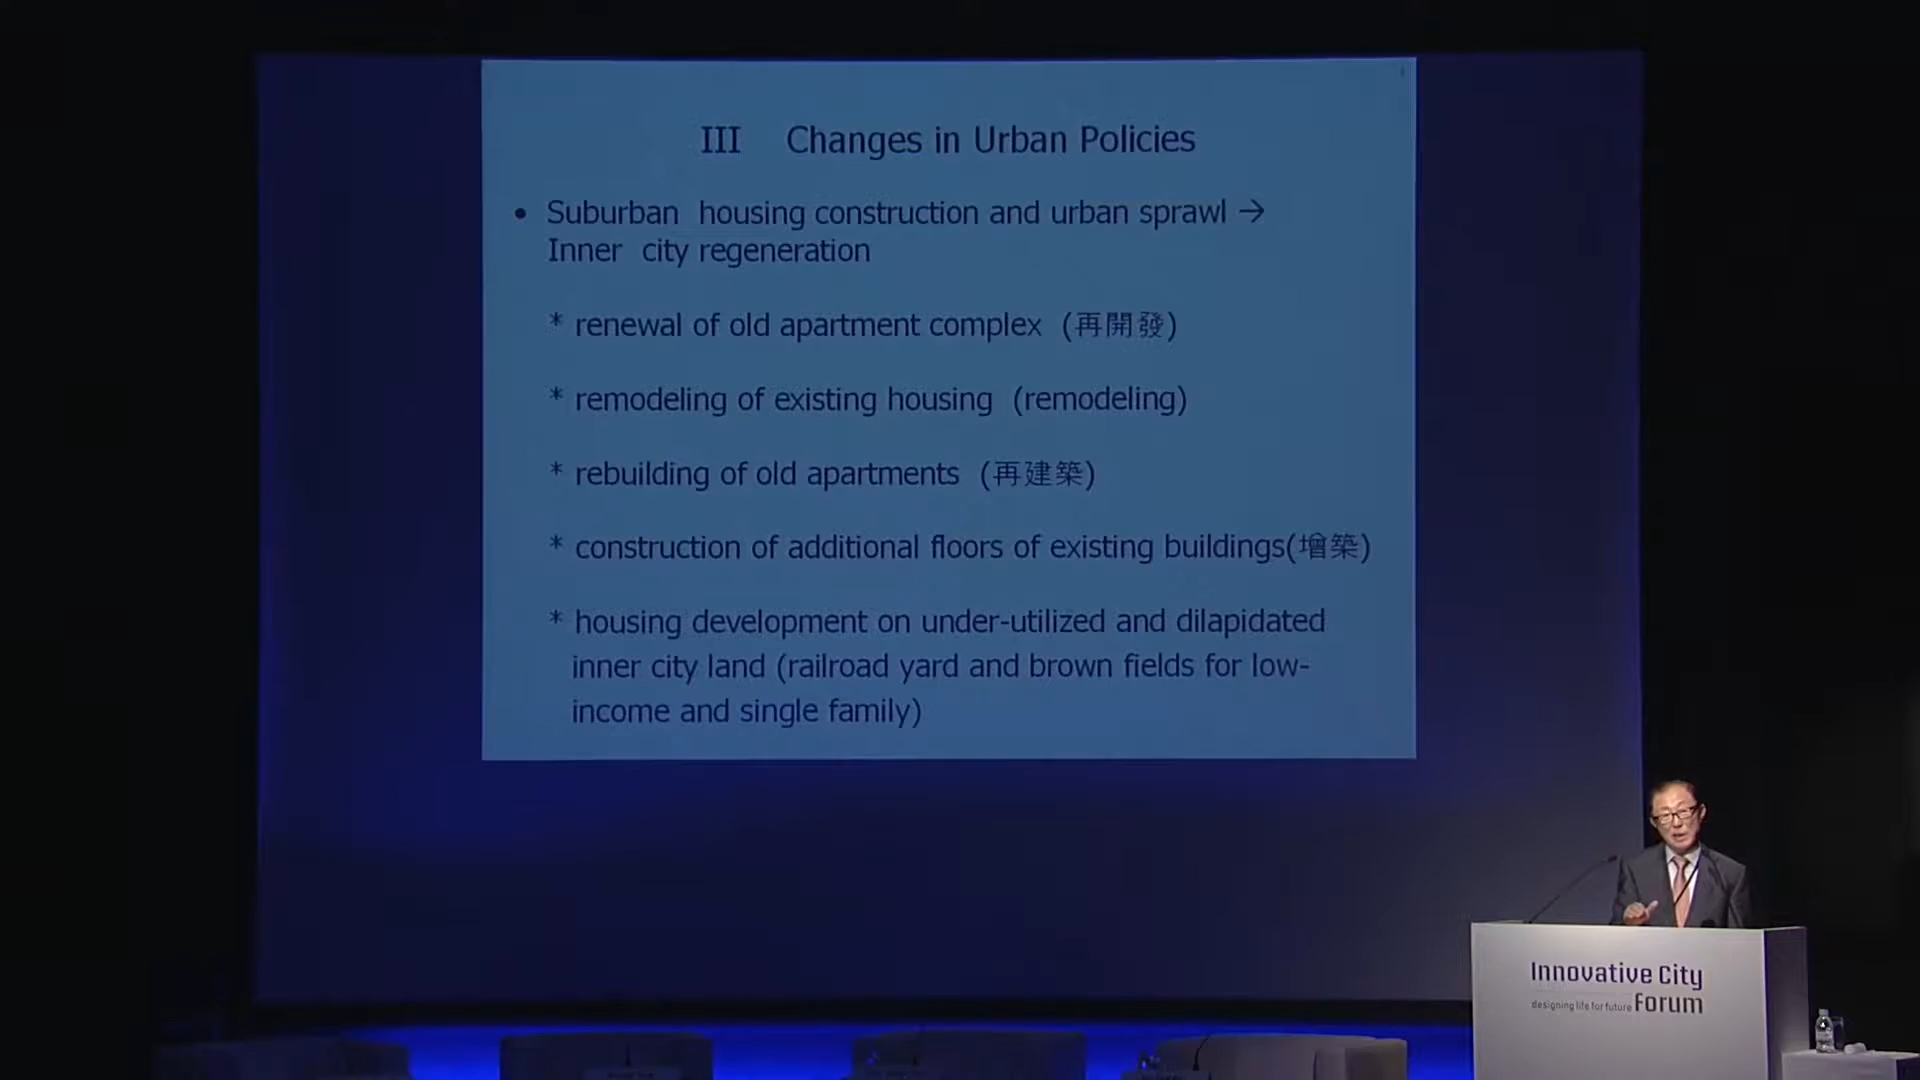 III Changes in Urban Policies
• Suburban housing construction and urban sprawl →
Inner city regeneration
* renewal of old apartment complex (再開發)
* remodeling of existing housing (remodeling)
* rebuilding of old apartments (再建築)
* construction of additional floors of existing buildings(增築)
* housing development on under-utilized and dilapidated
inner city land (railroad yard and brown fields for low-
income and single family)
Innovative City
designing life for future Forum